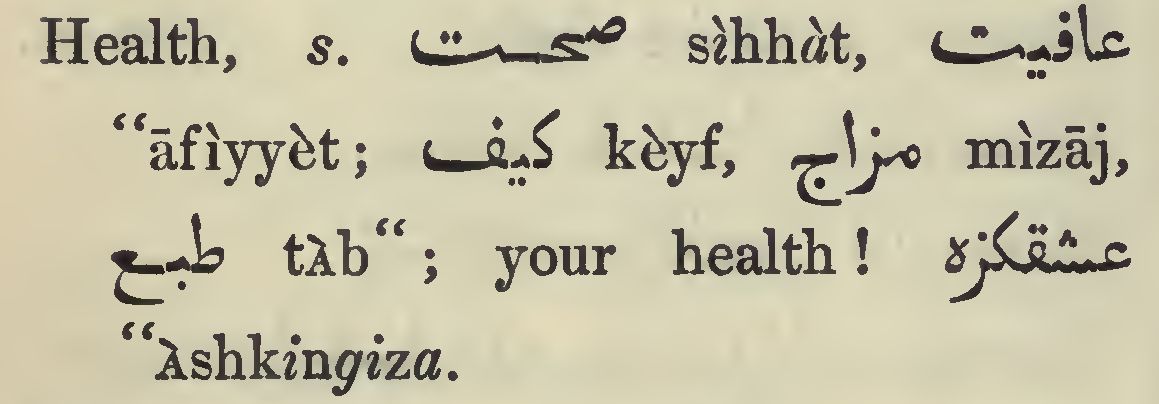 Health, s. صحت sìhhàt, عافيت
“āfìyyèt; كيف kèyf, مزاج mìzāj,
طبع tàb“; your health! عشقكزه
“Àshkingiza.